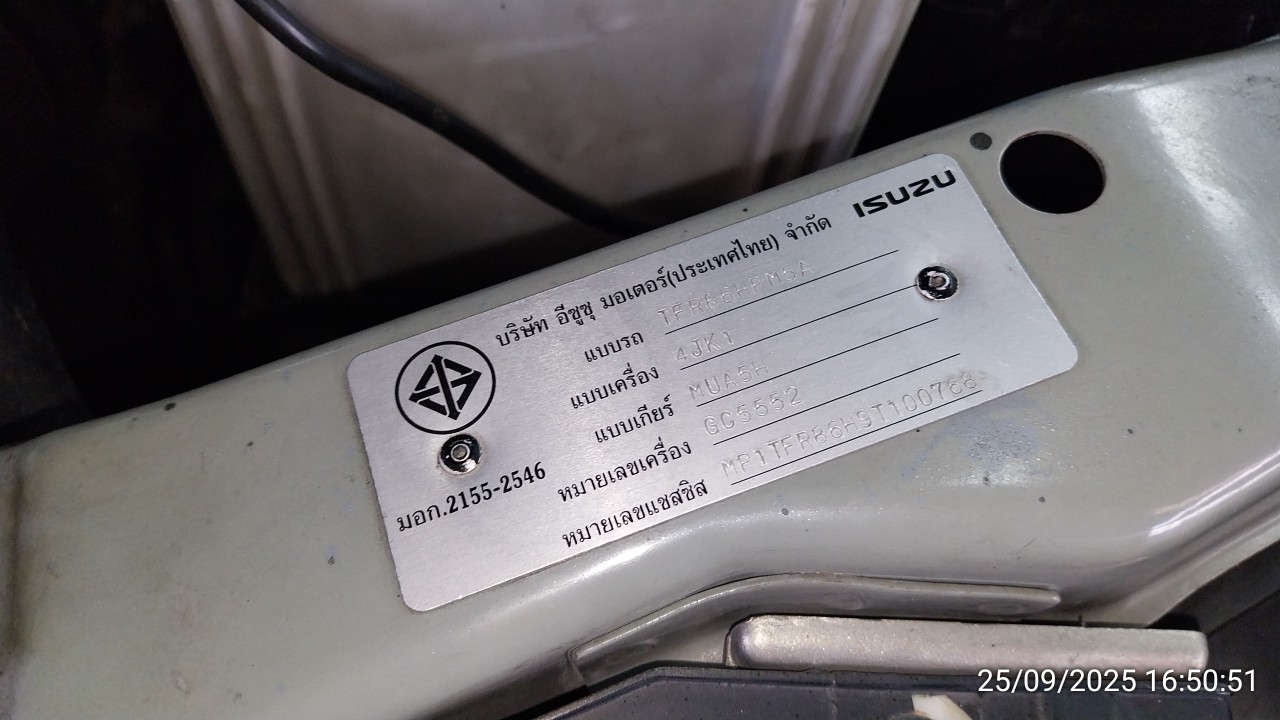 ISUZU
บริษัท อีซูซุ มอเตอร์(ประเทศไทย) จำกัด
แบบรถ TFR86HPM5A
แบบเครื่อง 4JK1
แบบเกียร์ MUA5H
หมายเลขเครื่อง GC5552
หมายเลขแชสซิส MP1TFR86H9T100768
มอก.2155-2546
25/09/2025 16:50:51